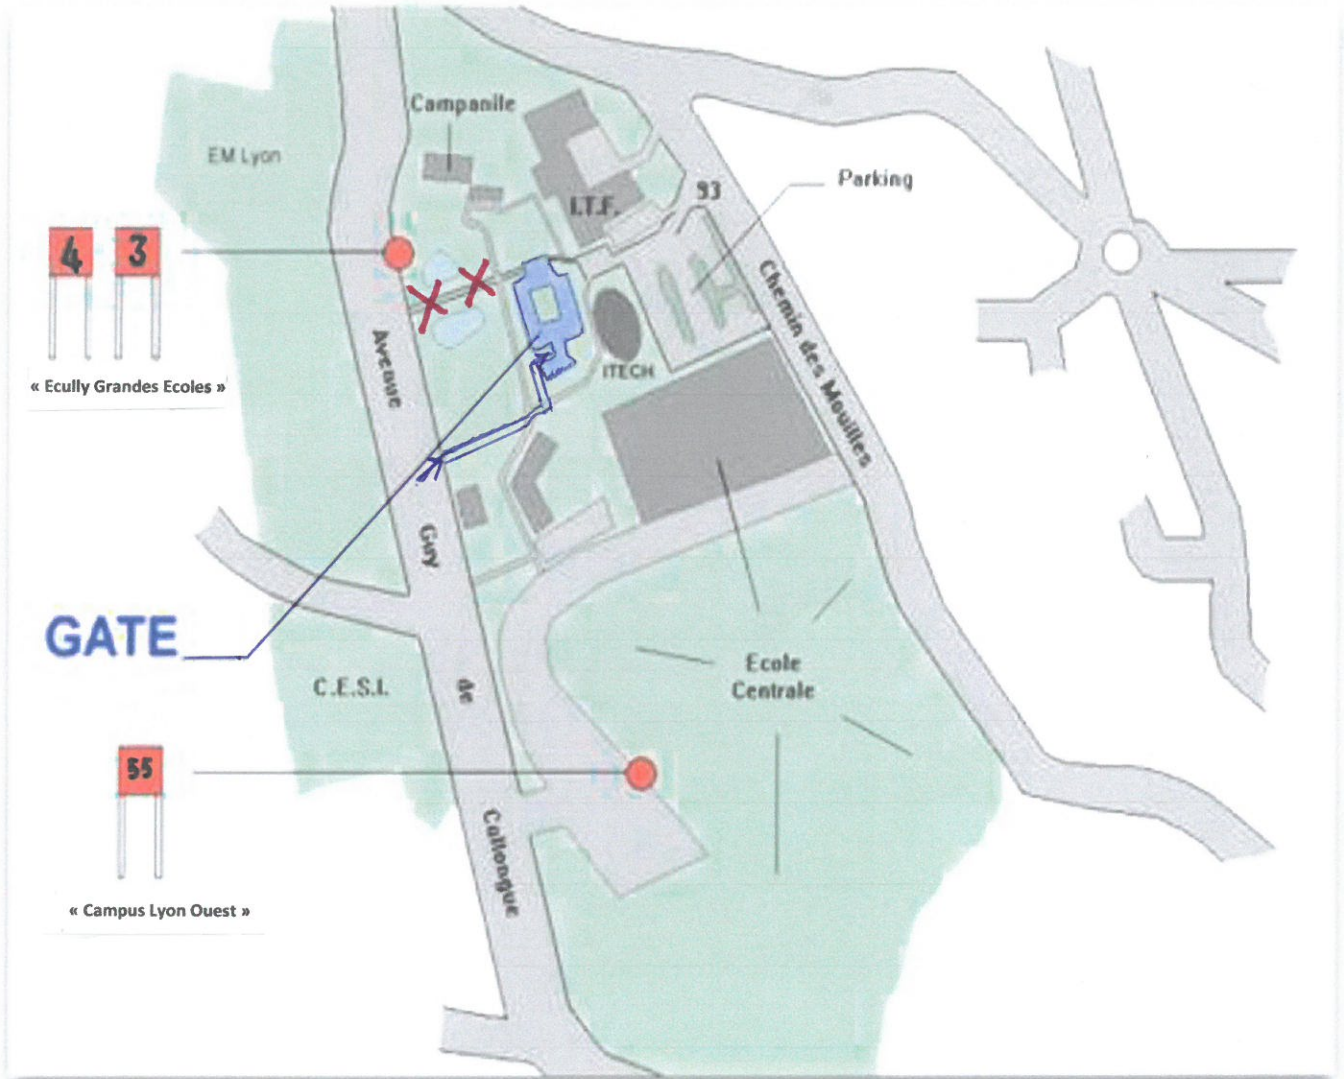 Campanile
EM Lyon
I.T.F.
93
Parking
4 3
« Ecully Grandes Ecoles »
Chemin des Mouilles
ITECH
Avenue
Guy
de
Collongue
GATE
C.E.S.I.
Ecole
Centrale
55
« Campus Lyon Ouest »